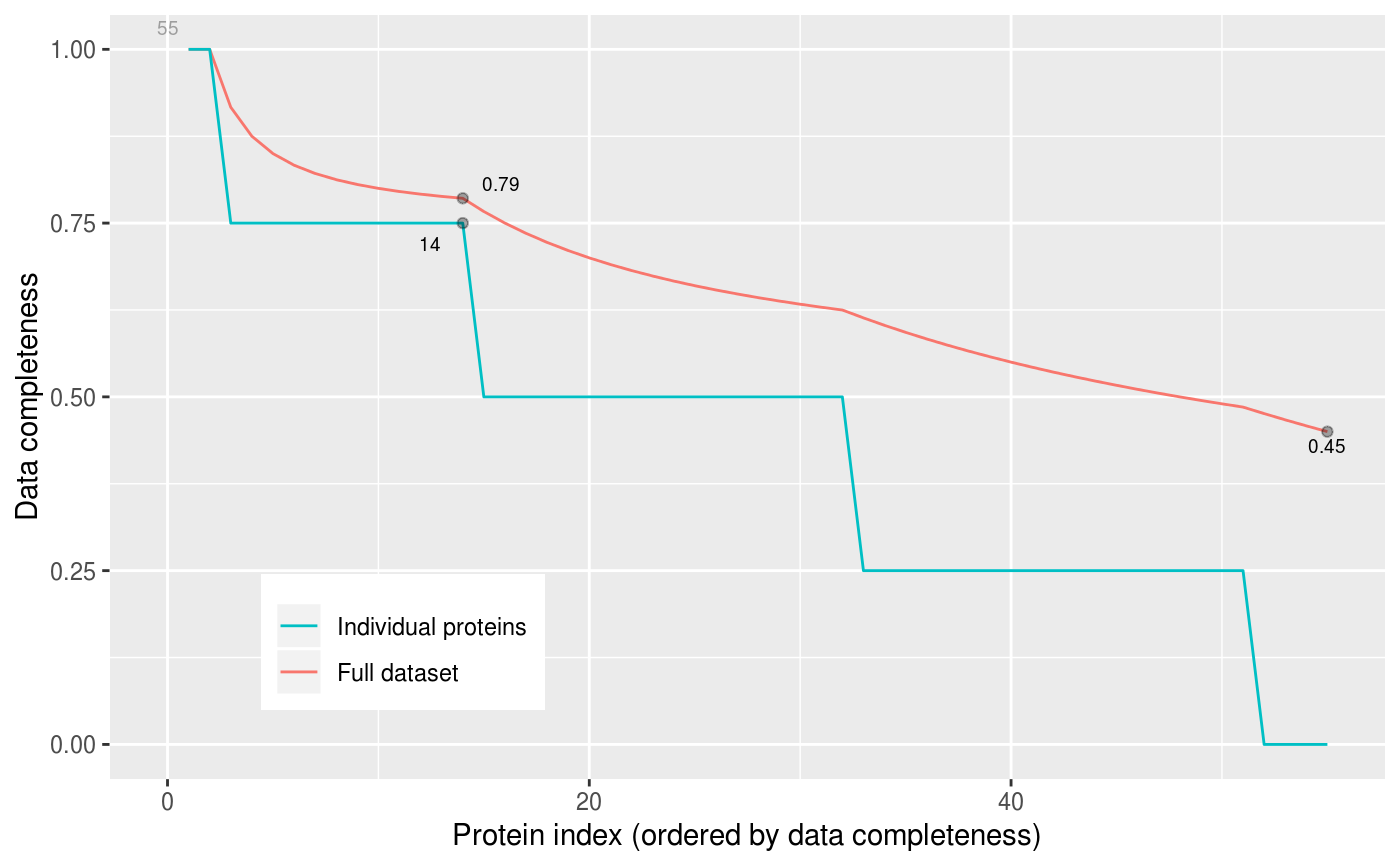 55
1.00
0.79
0.75
14
0.50
0.45
0.25
Individual proteins
Full dataset
0.00
0 20 40
Protein index (ordered by data completeness)
Data completeness